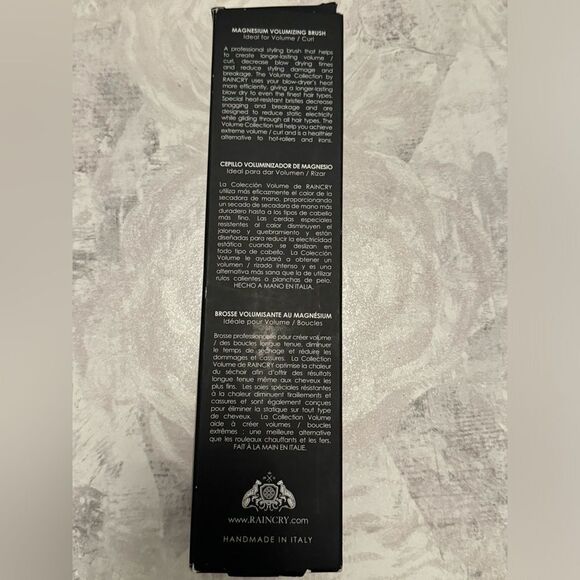 MAGNESIUM VOLUMIZING BRUSH
Ideal for Volume / Curl
A professional styling brush that helps
to create longer-lasting volume /
curl, decrease blow drying times
and reduce styling damage and
breakage. The Volume Collection by
RAINCRY uses your blow-dryer's heat
more efficiently, giving a longer-lasting
blow dry to even the finest hair types.
Special heat-resistant bristles decrease
snagging and breakage and are
designed to reduce static electricity
while gliding through all hair types. The
Volume Collection will help you achieve
extreme volume / curl and is a healthier
alternative to hot-rollers and irons.
CEPILLO VOLUMINIZADOR DE MAGNESIO
Ideal para dar Volumen / Rizar
La Colección Volume de RAINCRY
utiliza más eficazmente el calor de la
secadora de mano, proporcionando
un secado de secadora de mano más
duradero hasta a los tipos de cabello
más fino. Las cerdas especiales
resistentes al calor disminuyen el
jaloneo y quebramiento y están
diseñadas para reducir la electricidad
estática cuando se deslizan en
todo tipo de cabello. La Colección
Volume le ayudará a obtener un
volumen / rizado intenso y es una
alternativa más sana que la de utilizar
rulos calientes o planchas de pelo.
HECHO A MANO EN ITALIA.
BROSSE VOLUMISANTE AU MAGNÉSIUM
Idéale pour Volume / Boucles
Brosse professionnelle pour créer volume
/ des boucles longue tenue, diminuer
le temps de séchage et réduire les
dommages et cassures. La Collection
Volume de RAINCRY optimise la chaleur
du séchoir afin d'offrir des résultats
longue tenue même aux cheveux les
plus fins. Les soies spéciales résistantes
à la chaleur diminuent tiraillements et
cassures et sont également conçues
pour éliminer la statique sur tout type
de cheveux. La Collection Volume
aide à créer volumes / boucles
extrêmes : une meilleure alternative
que les rouleaux chauffants et les fers.
FAIT À LA MAIN EN ITALIE.
www.RAINCRY.com
HANDMADE IN ITALY